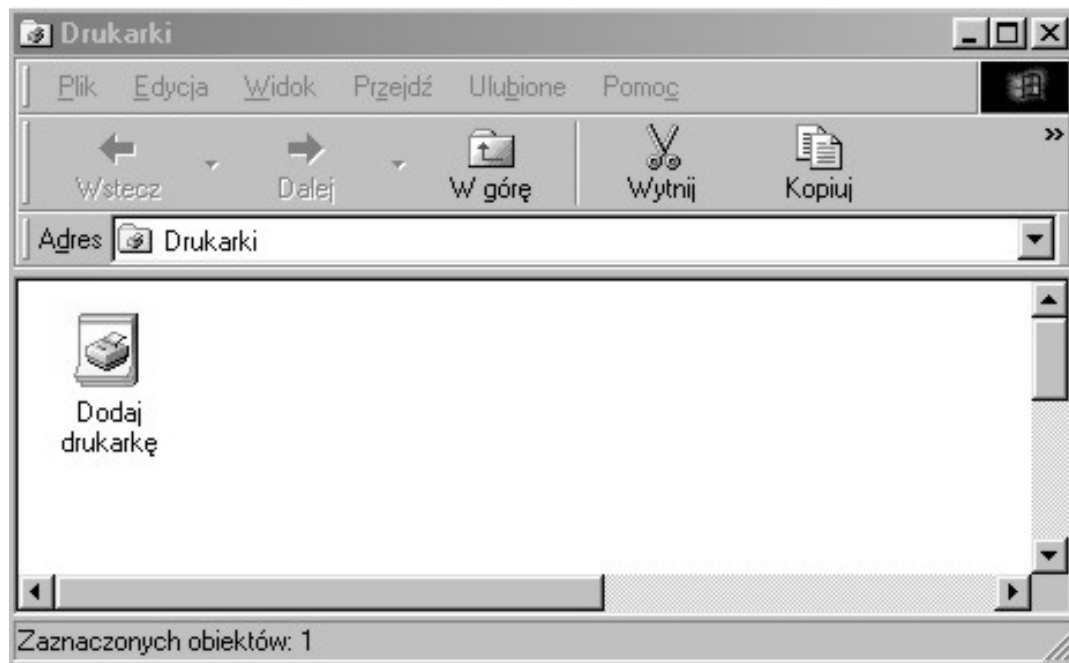 Drukarki
Plik Edycja Widok Przejdź Ulubione Pomoc
Wstecz Dalej W górę Wytnij Kopiuj »
Adres Drukarki
Dodaj
drukarkę
Zaznaczonych obiektów: 1